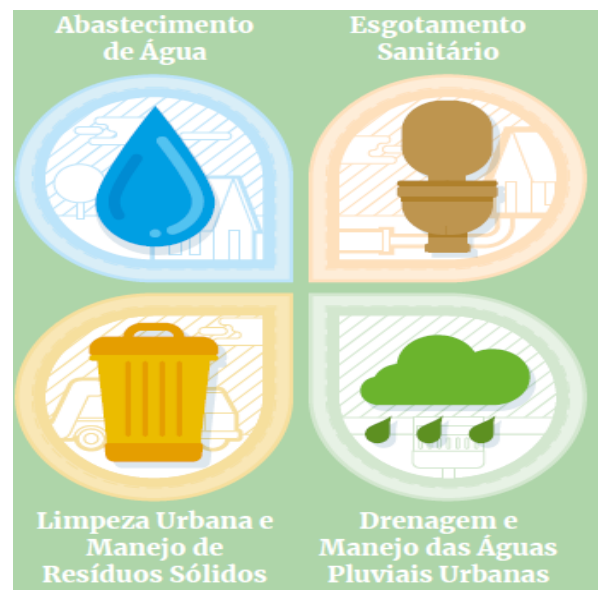 Abastecimento
de Água
Esgotamento
Sanitário
Limpeza Urbana e
Manejo de
Resíduos Sólidos
Drenagem e
Manejo das Águas
Pluviais Urbanas